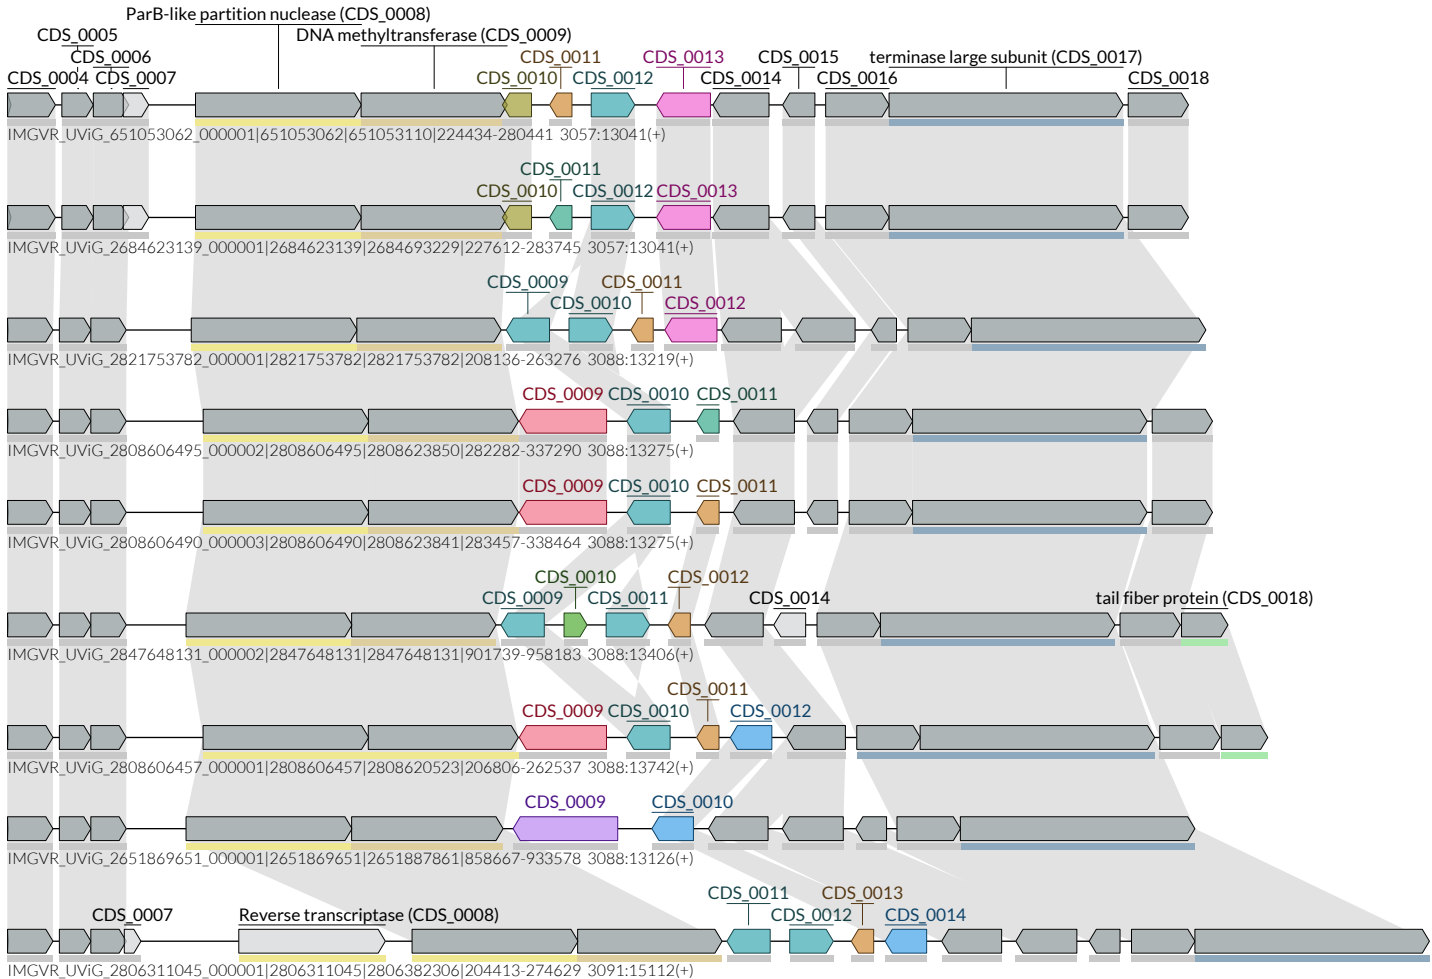 ParB-like partition nuclease (CDS_0008)
CDS_0005 DNA methyltransferase (CDS_0009)
CDS_0006 CDS_0011 CDS_0013 CDS_0015 terminase large subunit (CDS_0017)
CDS_0004 CDS_0007 CDS_0010 CDS_0012 CDS_0014 CDS_0016 CDS_0018
IMGVR_UViG_651053062_000001|651053062|651053110|224434-280441 3057:13041(+)
CDS_0011
CDS_0010 CDS_0012 CDS_0013
IMGVR_UViG_2684623139_000001|2684623139|2684693229|227612-283745 3057:13041(+)
CDS_0009 CDS_0011
CDS_0010 CDS_0012
IMGVR_UViG_2821753782_000001|2821753782|2821753782|208136-263276 3088:13219(+)
CDS_0009 CDS_0010 CDS_0011
IMGVR_UViG_2808606495_000002|2808606495|2808623850|282282-337290 3088:13275(+)
CDS_0009 CDS_0010 CDS_0011
IMGVR_UViG_2808606490_000003|2808606490|2808623841|283457-338464 3088:13275(+)
CDS_0010 CDS_0012
CDS_0009 CDS_0011 CDS_0014 tail fiber protein (CDS_0018)
IMGVR_UViG_2847648131_000002|2847648131|2847648131|901739-958183 3088:13406(+)
CDS_0011
CDS_0009 CDS_0010 CDS_0012
IMGVR_UViG_2808606457_000001|2808606457|2808620523|206806-262537 3088:13742(+)
CDS_0009 CDS_0010
IMGVR_UViG_2651869651_000001|2651869651|2651887861|858667-933578 3088:13126(+)
CDS_0011 CDS_0013
CDS_0007 Reverse transcriptase (CDS_0008) CDS_0012 CDS_0014
IMGVR_UViG_2806311045_000001|2806311045|2806382306|204413-274629 3091:15112(+)